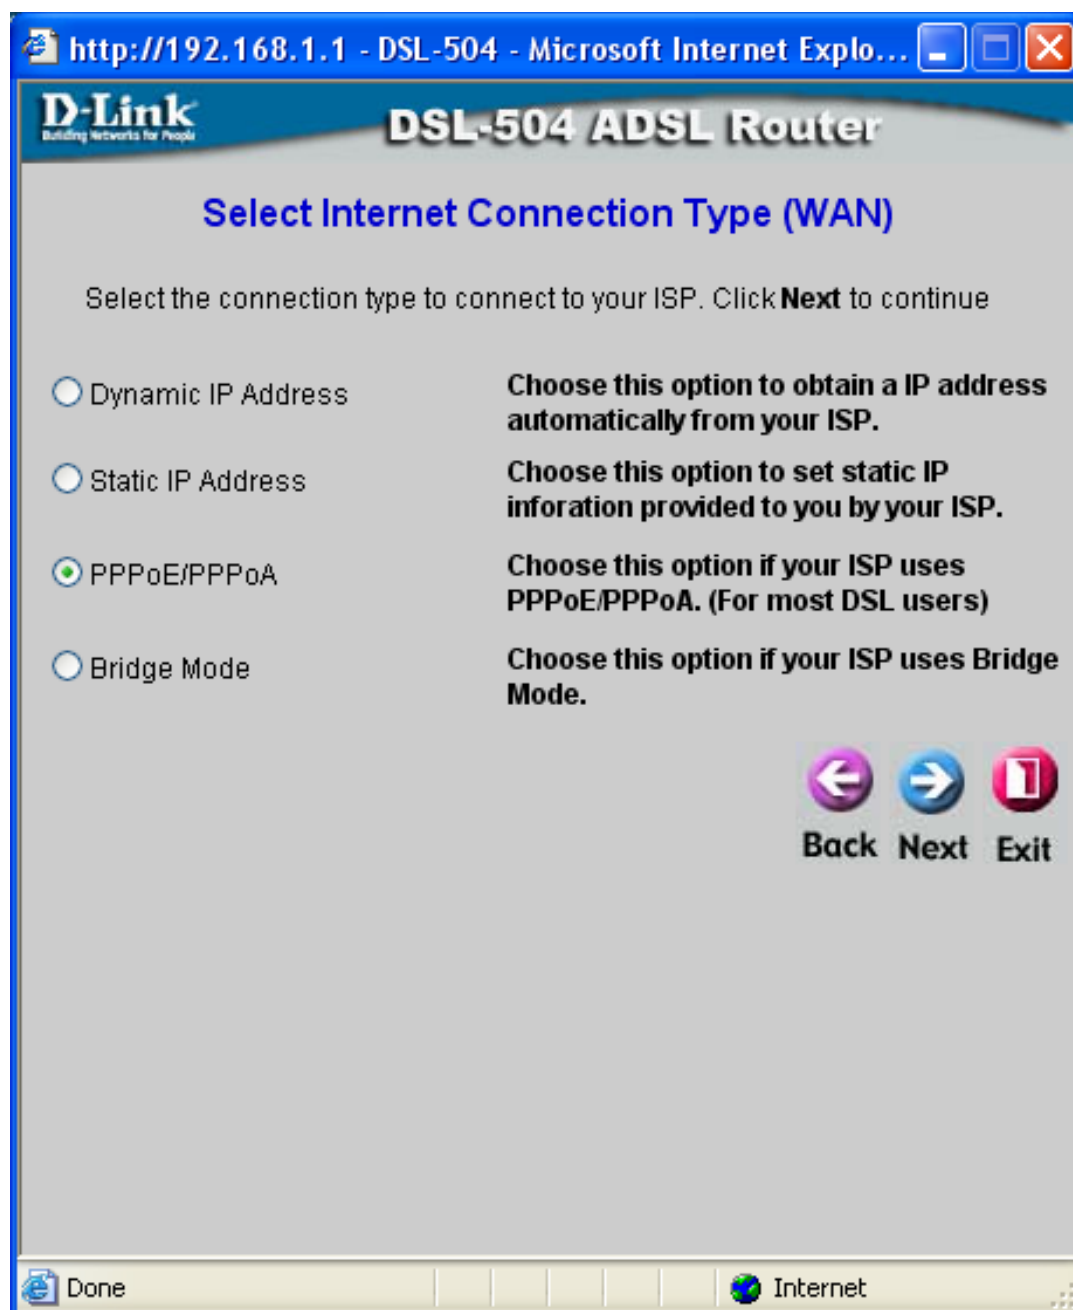 http://192.168.1.1 - DSL-504 - Microsoft Internet Explo...
D-Link
Building Networks for People
DSL-504 ADSL Router
Select Internet Connection Type (WAN)
Select the connection type to connect to your ISP. Click Next to continue
Dynamic IP Address
Choose this option to obtain a IP address
automatically from your ISP.
Static IP Address
Choose this option to set static IP
inforation provided to you by your ISP.
PPPoE/PPPoA
Choose this option if your ISP uses
PPPoE/PPPoA. (For most DSL users)
Bridge Mode
Choose this option if your ISP uses Bridge
Mode.
Back Next Exit
Done
Internet